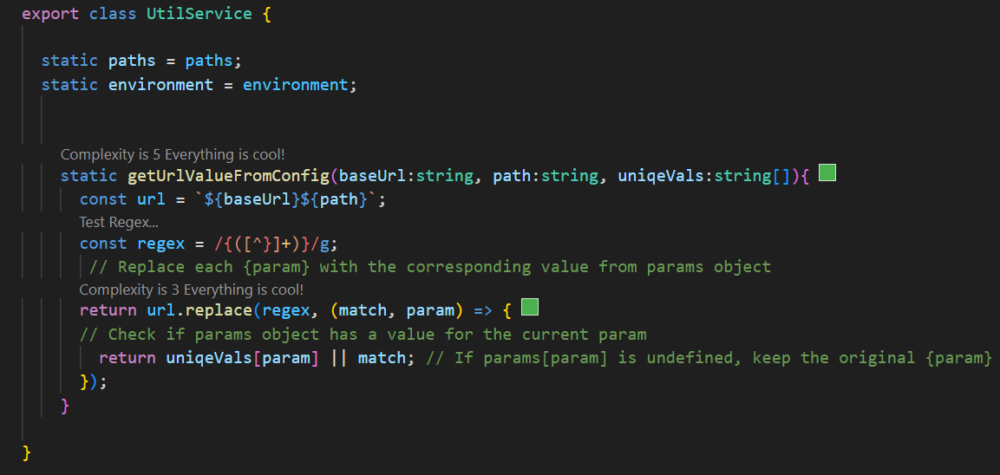 export class UtilService {
static paths = paths;
static environment = environment;
Complexity is 5 Everything is cool!
static getUrlValueFromConfig(baseUrl:string, path:string, uniqeVals:string[]){
const url = `${baseUrl}${path}`;
Test Regex...
const regex = /{([^}]+)}/g;
// Replace each {param} with the corresponding value from params object
Complexity is 3 Everything is cool!
return url.replace(regex, (match, param) => {
// Check if params object has a value for the current param
return uniqeVals[param] || match; // If params[param] is undefined, keep the original {param}
});
}
}